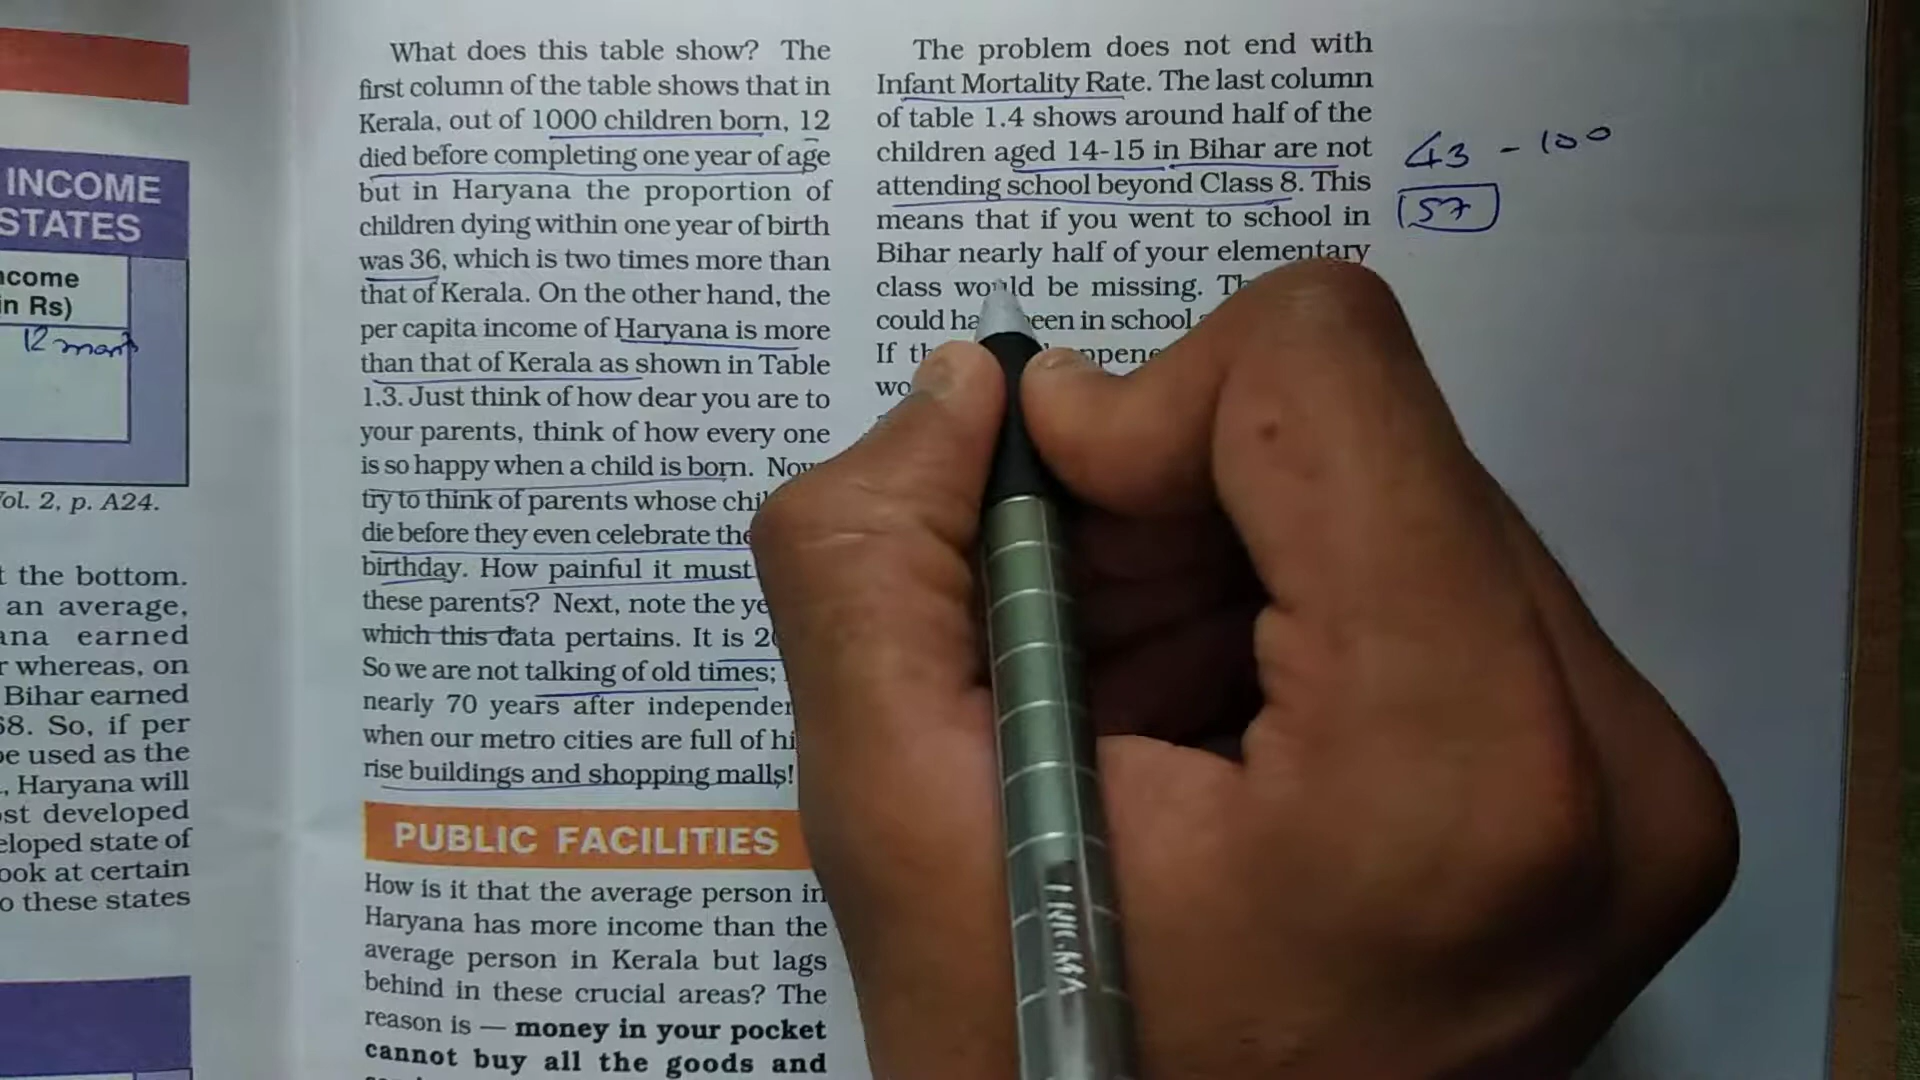 INCOME
STATES
ncome
in Rs)
12
ol. 2, p. A24.
t the bottom.
an average,
ana earned
r whereas, on
Bihar earned
68. So, if per
be used as the
, Haryana will
ost developed
eloped state of
ook at certain
o these states
What does this table show? The
first column of the table shows that in
Kerala, out of 1000 children born, 12
died before completing one year of age
but in Haryana the proportion of
children dying within one year of birth
was 36, which is two times more than
that of Kerala. On the other hand, the
per capita income of Haryana is more
than that of Kerala as shown in Table
1.3. Just think of how dear you are to
your parents, think of how every one
is so happy when a child is born. Now
try to think of parents whose chil
die before they even celebrate the
birthday. How painful it must
these parents? Next, note the ye
which this data pertains. It is 20
So we are not talking of old times;
nearly 70 years after independen
when our metro cities are full of hi
rise buildings and shopping malls!
PUBLIC FACILITIES
How is it that the average person in
Haryana has more income than the
average person in Kerala but lags
behind in these crucial areas? The
reason is — money in your pocket
cannot buy all the goods and
The problem does not end with
Infant Mortality Rate. The last column
of table 1.4 shows around half of the
children aged 14-15 in Bihar are not
attending school beyond Class 8. This
means that if you went to school in
Bihar nearly half of your elementary
class would be missing. Th
could ha een in school
If th ppene
wo
43 - 100
57